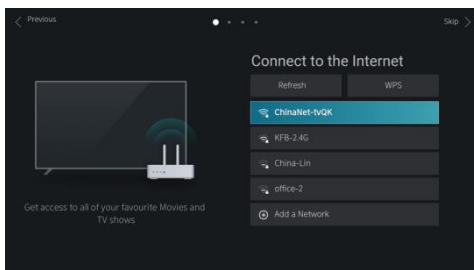 Previous
Skip
Connect to the Internet
Refresh
WPS
ChinaNet-tvQK
KFB-2.4G
China-Lin
office-2
Add a Network
Get access to all of your favourite Movies and
TV shows